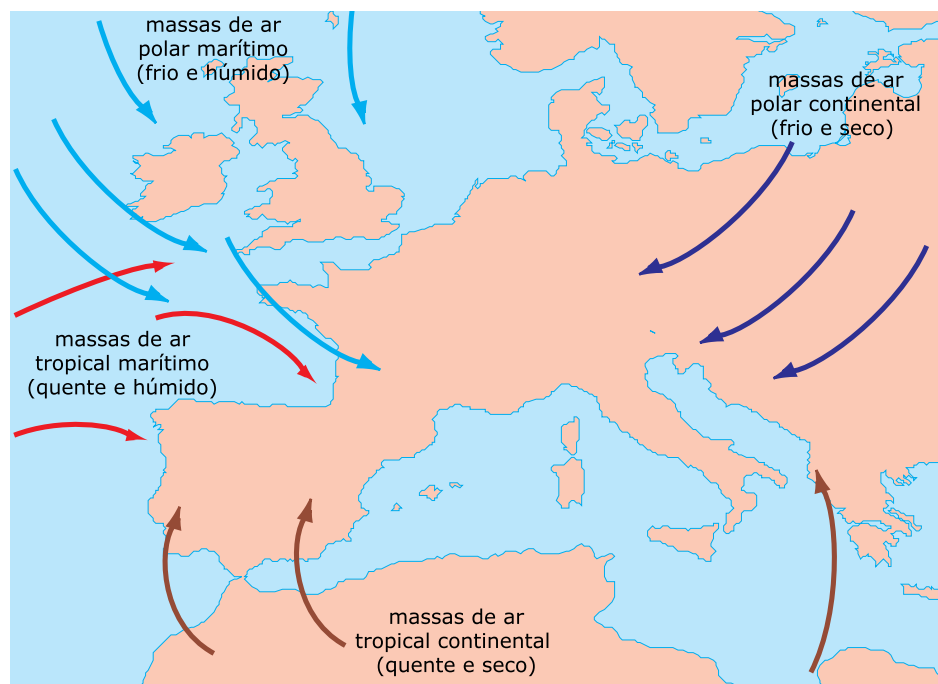 massas de ar
polar marítimo
(frio e húmido)
massas de ar
polar continental
(frio e seco)
massas de ar
tropical marítimo
(quente e húmido)
massas de ar
tropical continental
(quente e seco)